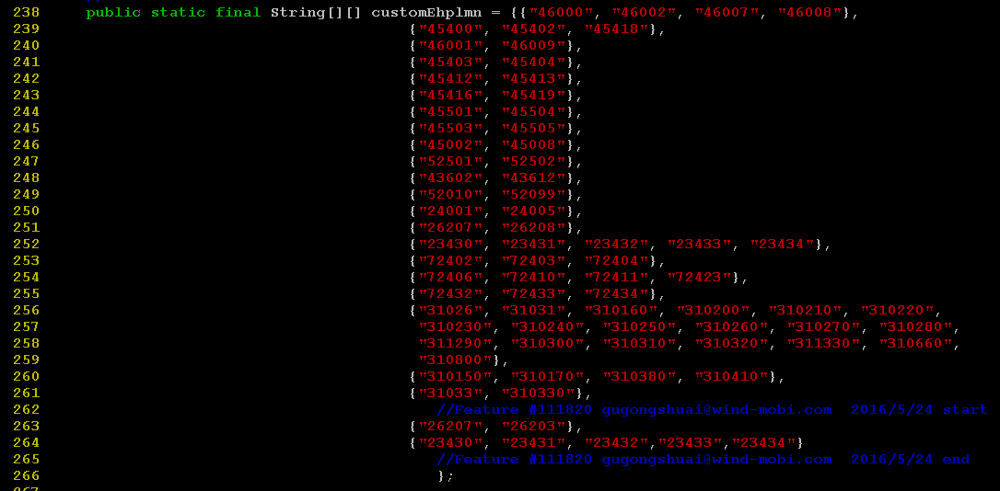 238 public static final String[][] customEhplmn = {{"46000", "46002", "46007", "46008"},
239 {"45400", "45402", "45418"},
240 {"46001", "46009"},
241 {"45403", "45404"},
242 {"45412", "45413"},
243 {"45416", "45419"},
244 {"45501", "45504"},
245 {"45503", "45505"},
246 {"45002", "45008"},
247 {"52501", "52502"},
248 {"43602", "43612"},
249 {"52010", "52099"},
250 {"24001", "24005"},
251 {"26207", "26208"},
252 {"23430", "23431", "23432", "23433", "23434"},
253 {"72402", "72403", "72404"},
254 {"72406", "72410", "72411", "72423"},
255 {"72432", "72433", "72434"},
256 {"31026", "31031", "310160", "310200", "310210", "310220",
257 "310230", "310240", "310250", "310260", "310270", "310280",
258 "311290", "310300", "310310", "310320", "311330", "310660",
259 "310800"},
260 {"310150", "310170", "310380", "310410"},
261 {"31033", "310330"},
262 //Feature #111820 gugongshuai@wind-mobi.com 2016/5/24 start
263 {"26207", "26203"},
264 {"23430", "23431", "23432","23433","23434"}
265 //Feature #111820 gugongshuai@wind-mobi.com 2016/5/24 end
266 };